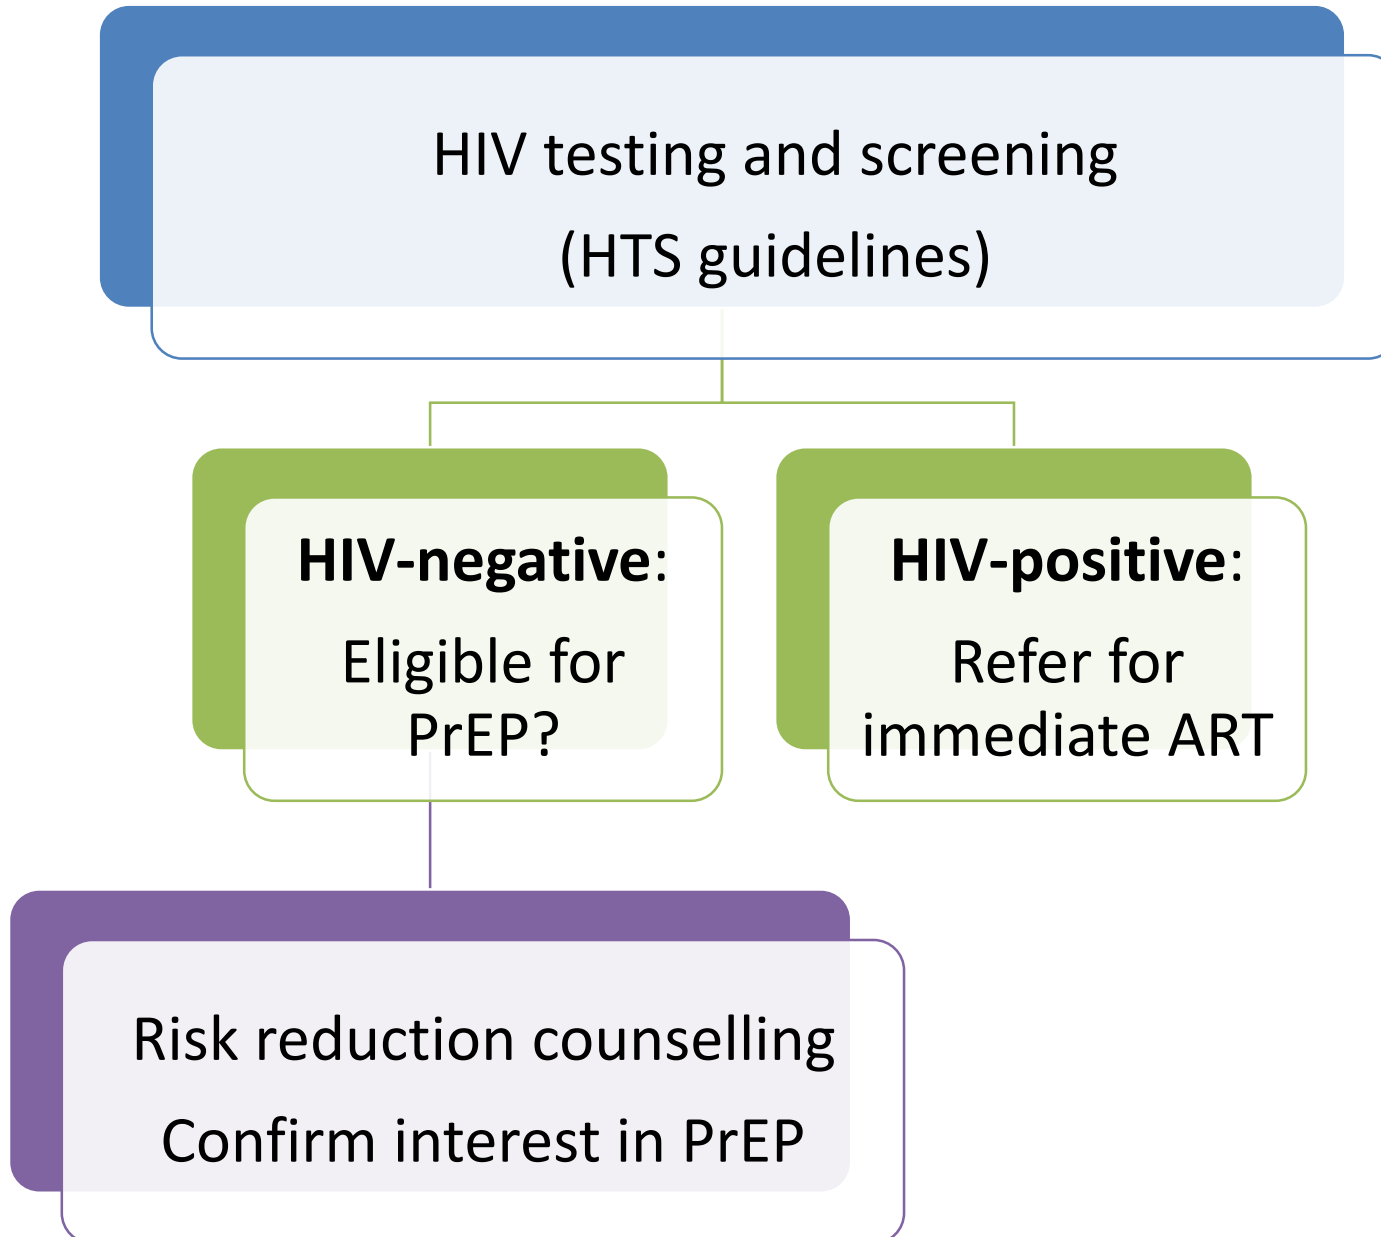 HIV testing and screening
(HTS guidelines)
HIV-negative:
Eligible for
PrEP?
HIV-positive:
Refer for
immediate ART
Risk reduction counselling
Confirm interest in PrEP